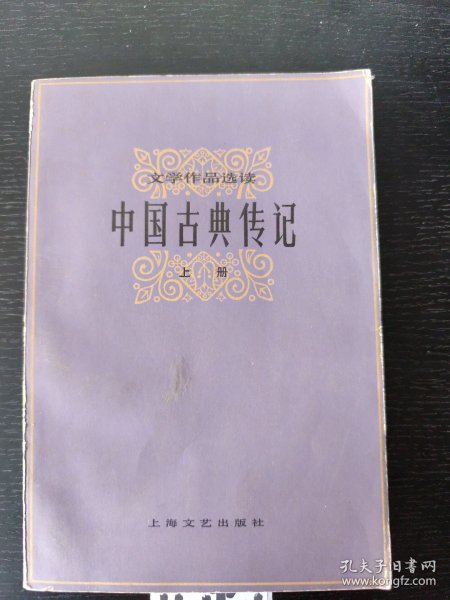 文学作品选读
中国古典传记
上册
上海文艺出版社
孔夫子旧书网
www.kongfz.com